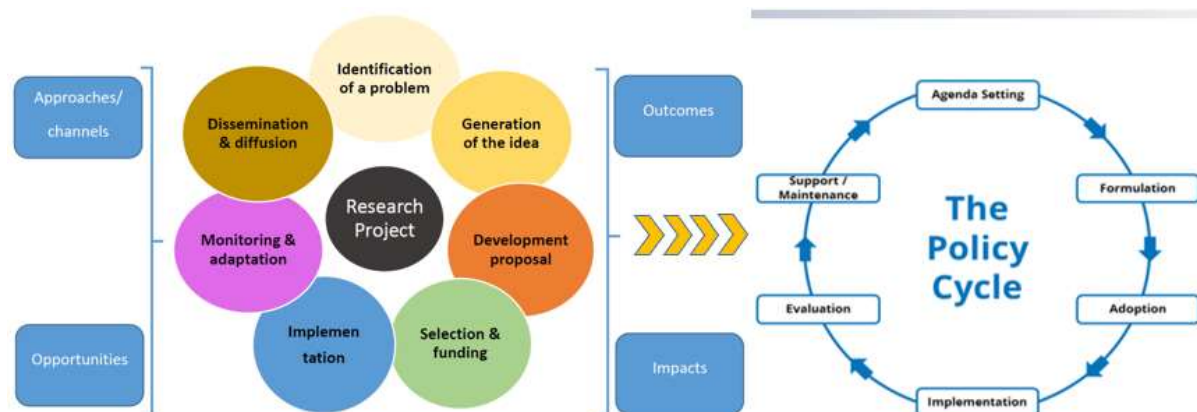 Approaches/
channels
Opportunities
Identification
of a problem
Generation
of the idea
Development
proposal
Selection &
funding
Implemen
tation
Monitoring &
adaptation
Dissemination
& diffusion
Research
Project
Outcomes
Impacts
Agenda Setting
Formulation
Adoption
Implementation
Evaluation
Support /
Maintenance
The
Policy
Cycle